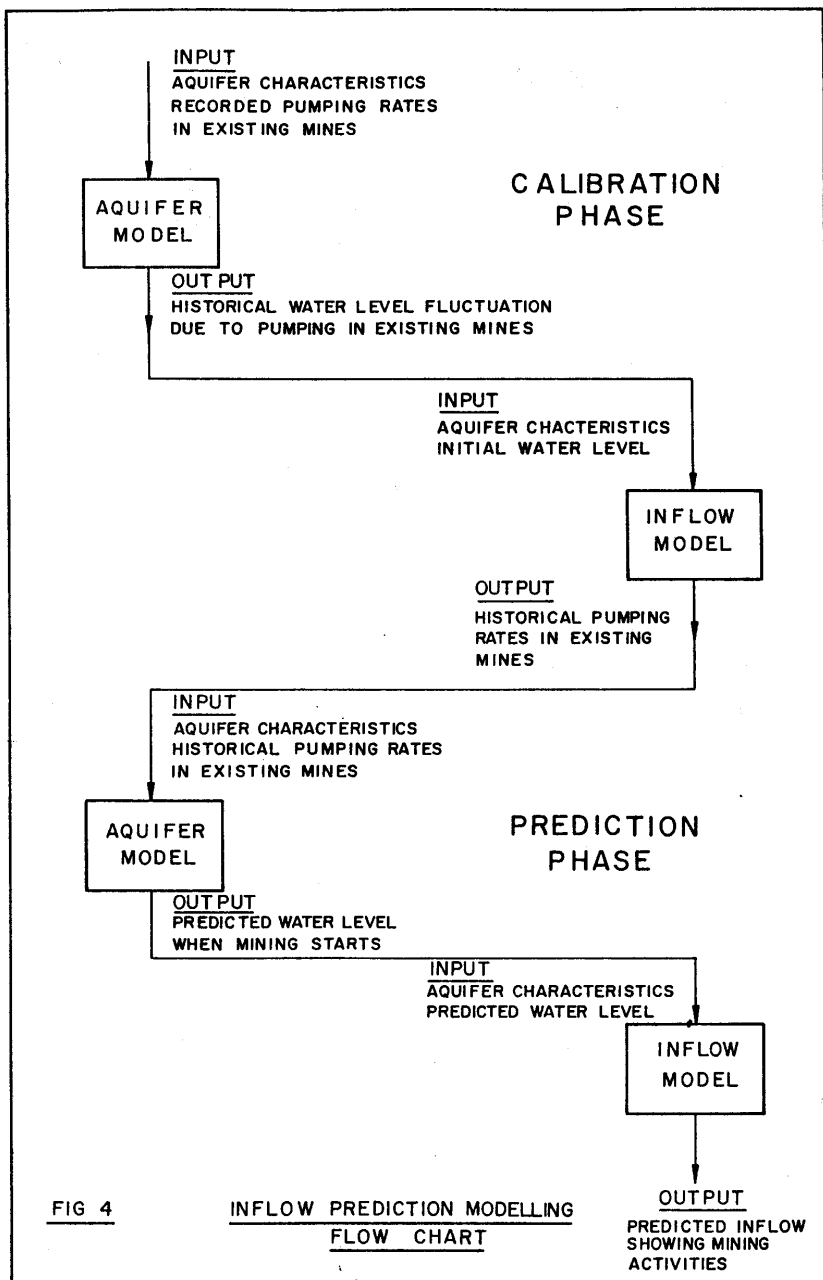 INPUT
AQUIFER CHARACTERISTICS
RECORDED PUMPING RATES
IN EXISTING MINES
CALIBRATION
PHASE
AQUIFER
MODEL
OUTPUT
HISTORICAL WATER LEVEL FLUCTUATION
DUE TO PUMPING IN EXISTING MINES
INPUT
AQUIFER CHACTERISTICS
INITIAL WATER LEVEL
INFLOW
MODEL
OUTPUT
HISTORICAL PUMPING
RATES IN EXISTING
MINES
INPUT
AQUIFER CHARACTERISTICS
HISTORICAL PUMPING RATES
IN EXISTING MINES
AQUIFER
MODEL
PREDICTION
PHASE
OUTPUT
PREDICTED WATER LEVEL
WHEN MINING STARTS
INPUT
AQUIFER CHARACTERISTICS
PREDICTED WATER LEVEL
INFLOW
MODEL
OUTPUT
PREDICTED INFLOW
SHOWING MINING
ACTIVITIES
FIG 4
INFLOW PREDICTION MODELLING
FLOW CHART